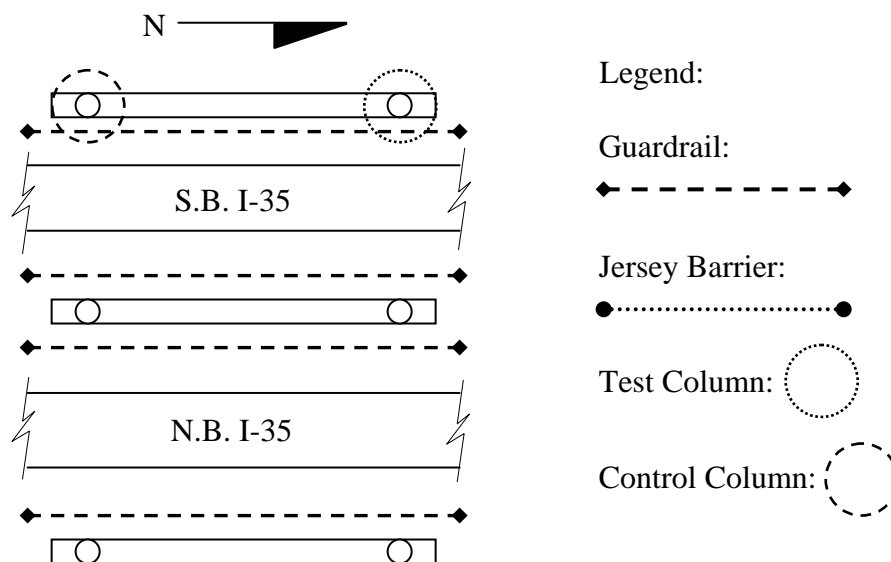 N
Legend:
Guardrail:
S.B. I-35
Jersey Barrier:
Test Column:
N.B. I-35
Control Column: